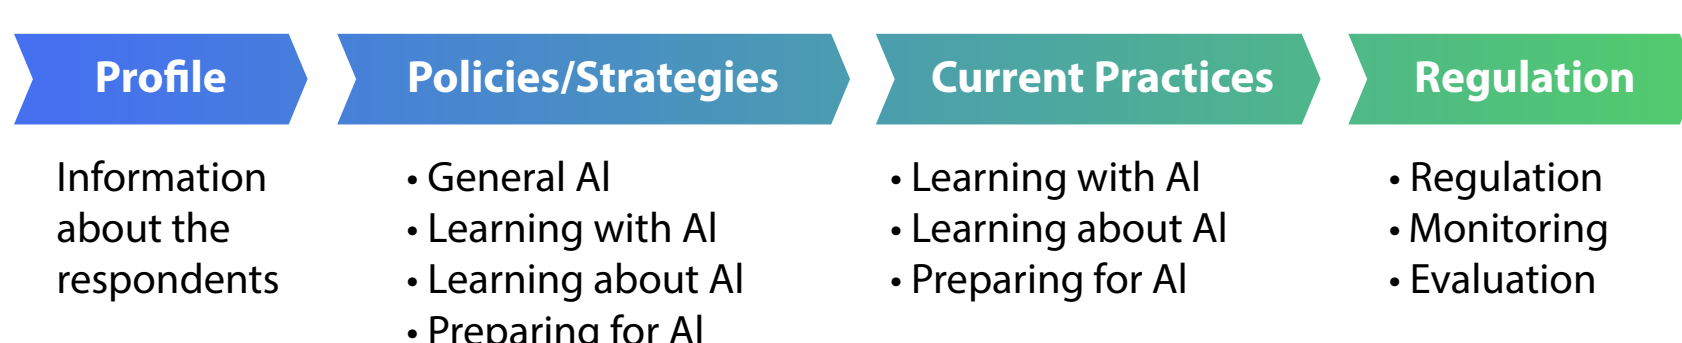 Profile
Policies/Strategies
Current Practices
Regulation
Information
about the
respondents
• General AI
• Learning with AI
• Learning about AI
• Preparing for AI
• Learning with AI
• Learning about AI
• Preparing for AI
• Regulation
• Monitoring
• Evaluation